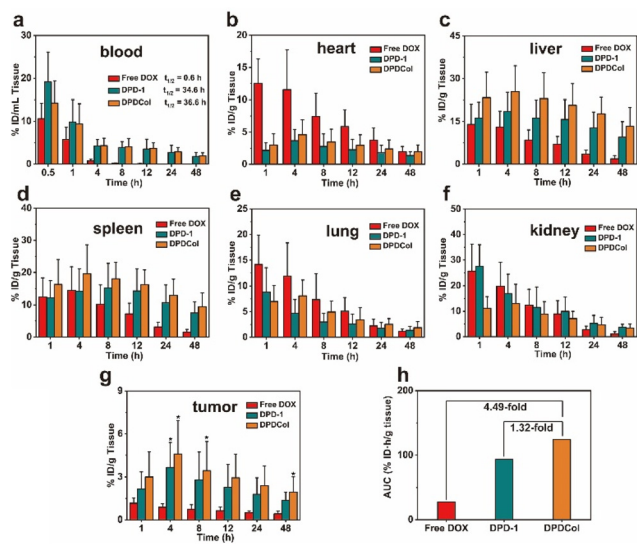 a
blood
% ID/mL Tissue
30
20
10
0
Free DOX t1/2 = 0.6 h
DPD-1 t1/2 = 34.6 h
DPDCol t1/2 = 36.6 h
0.5 1 4 8 12 24 48
Time (h)
b
heart
% ID/g Tissue
20
15
10
5
0
Free DOX
DPD-1
DPDCol
1 4 8 12 24 48
Time (h)
c
liver
% ID/g Tissue
45
30
15
0
Free DOX
DPD-1
DPDCol
1 4 8 12 24 48
Time (h)
d
spleen
% ID/g Tissue
40
30
20
10
0
Free DOX
DPD-1
DPDCol
1 4 8 12 24 48
Time (h)
e
lung
% ID/g Tissue
20
15
10
5
0
Free DOX
DPD-1
DPDCol
1 4 8 12 24 48
Time (h)
f
kidney
% ID/g Tissue
50
40
30
20
10
0
Free DOX
DPD-1
DPDCol
1 4 8 12 24 48
Time (h)
g
tumor
% ID/g Tissue
9
6
3
0
* * *
Free DOX
DPD-1
DPDCol
*
1 4 8 12 24 48
Time (h)
h
AUC (% ID·h/g tissue)
200
100
0
4.49-fold
1.32-fold
Free DOX DPD-1 DPDCol